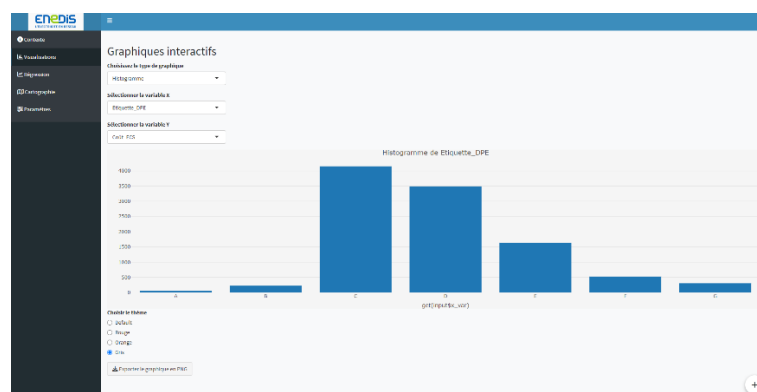 ENEDIS
Contexte
Visualisations
Régression
Cartographie
Paramètres
Graphiques interactifs
Choisissez le type de graphique
Histogramme
Sélectionner la variable X
Etiquette_DPE
Sélectionner la variable Y
Histogramme de Etiquette_DPE
4000
3500
3000
2500
2000
1500
1000
500
0
A B C D E F G
get(input$x_var)
Choisir le thème
Default
Rouge
Orange
Gris
Exporter le graphique en PNG